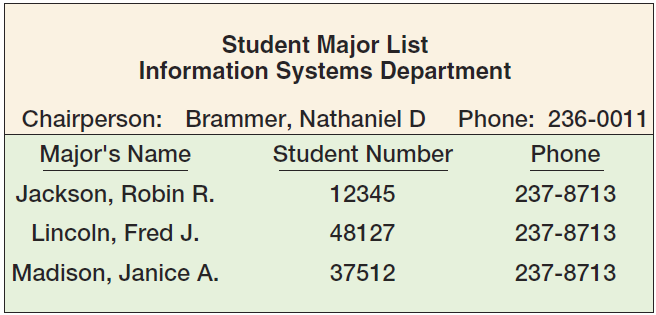 Student Major List
Information Systems Department
Chairperson: Brammer, Nathaniel D Phone: 236-0011
Major's Name Student Number Phone
Jackson, Robin R. 12345 237-8713
Lincoln, Fred J. 48127 237-8713
Madison, Janice A. 37512 237-8713